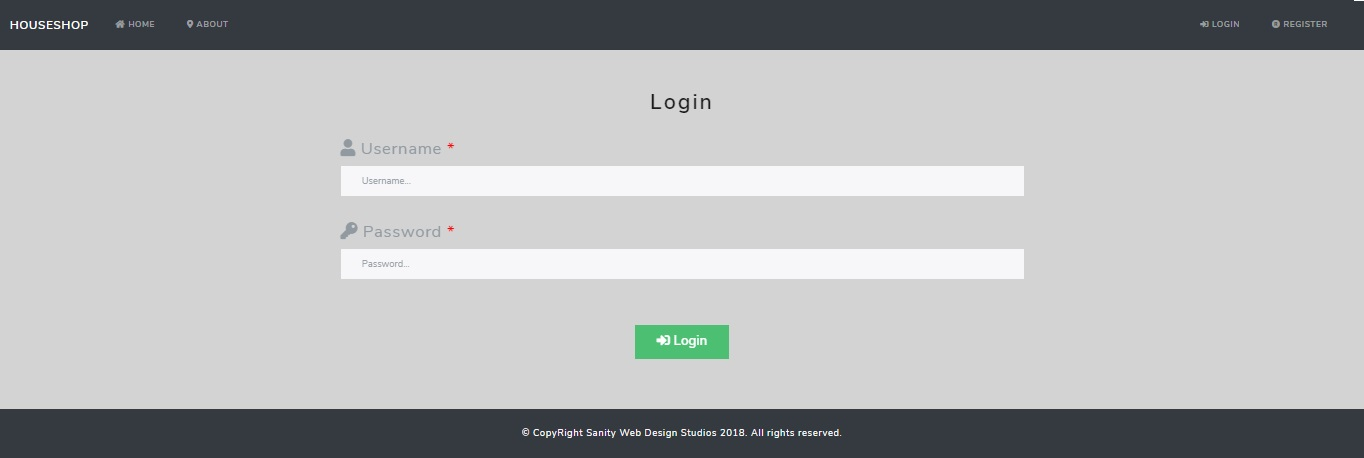 HOUSESHOP HOME ABOUT LOGIN REGISTER
Login
Username *
Username...
Password *
Password...
Login
© CopyRight Sanity Web Design Studios 2018. All rights reserved.